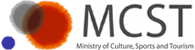 MCST
Ministry of Culture, Sports and Tourism